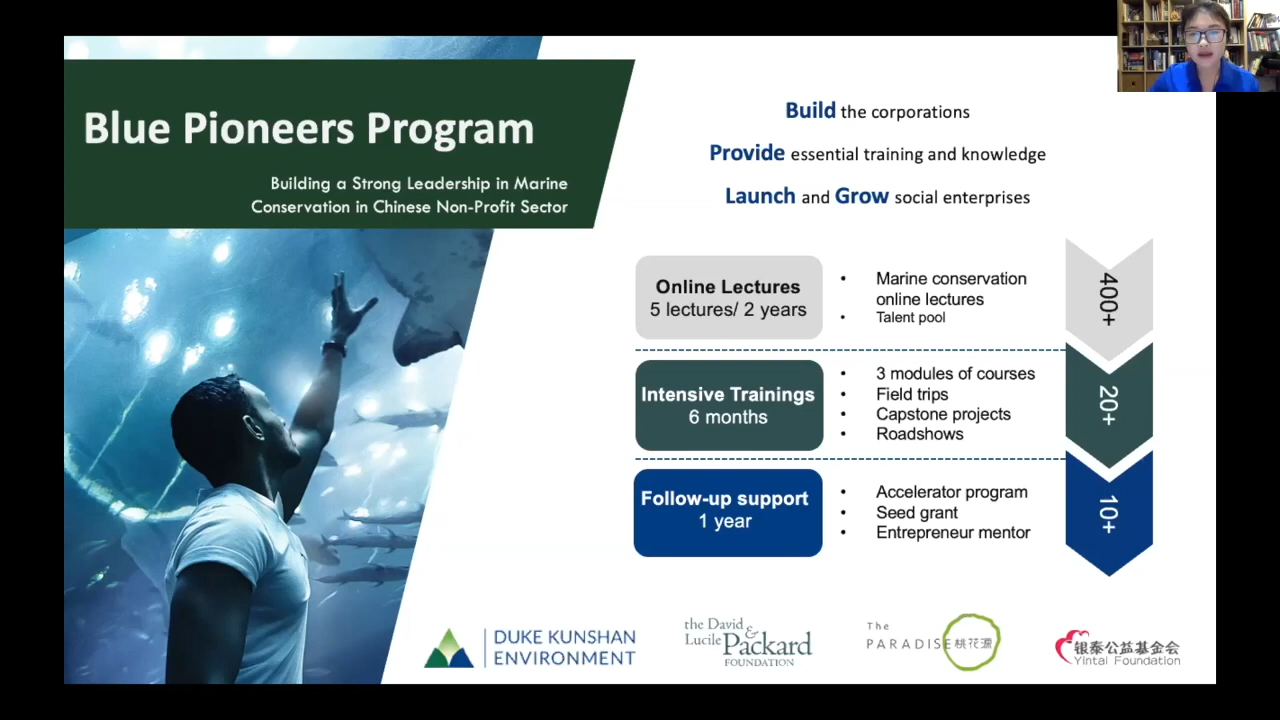 Blue Pioneers Program
Building a Strong Leadership in Marine
Conservation in Chinese Non-Profit Sector
Build the corporations
Provide essential training and knowledge
Launch and Grow social enterprises
Online Lectures
5 lectures/ 2 years
• Marine conservation
online lectures
• Talent pool
400+
Intensive Trainings
6 months
• 3 modules of courses
• Field trips
• Capstone projects
• Roadshows
20+
Follow-up support
1 year
• Accelerator program
• Seed grant
• Entrepreneur mentor
10+
DUKE KUNSHAN
ENVIRONMENT
the David &
Lucile Packard
FOUNDATION
The
PARADISE 桃花源
银泰公益基金会
Yintai Foundation